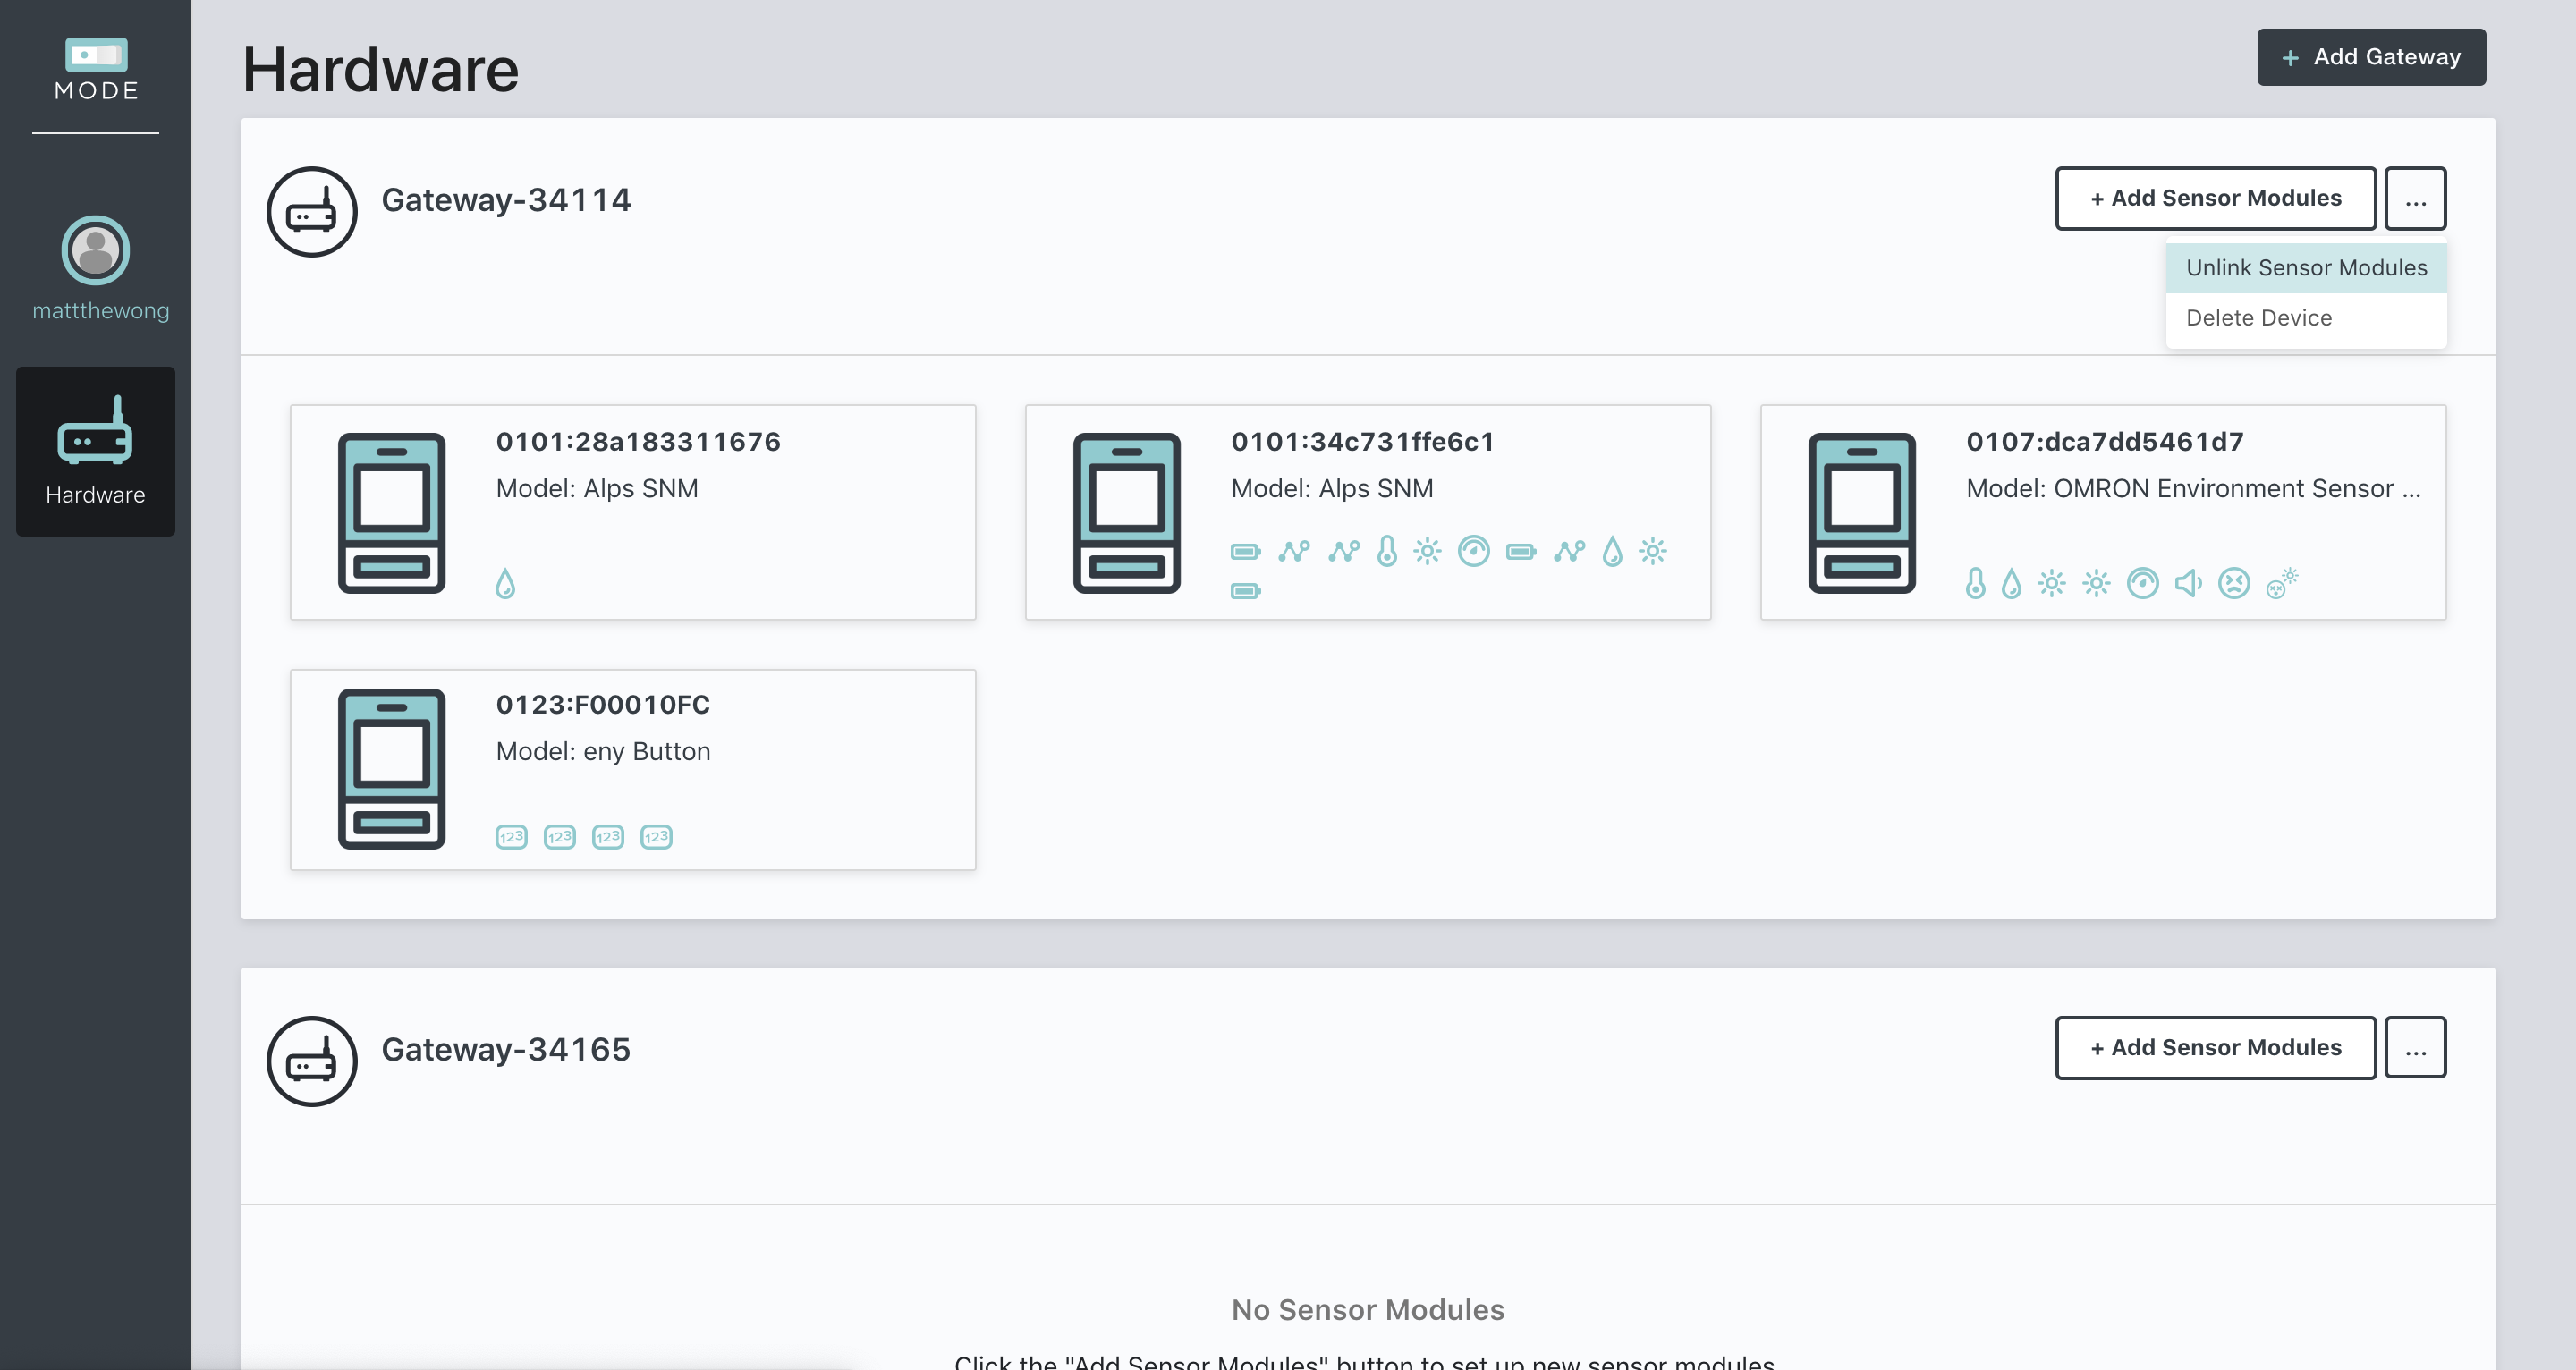 MODE
mattthewong
Hardware
Hardware
+ Add Gateway
Gateway-34114
+ Add Sensor Modules
...
Unlink Sensor Modules
Delete Device
0101:28a183311676
Model: Alps SNM
0101:34c731ffe6c1
Model: Alps SNM
0107:dca7dd5461d7
Model: OMRON Environment Sensor ...
0123:F00010FC
Model: eny Button
123 123 123 123
Gateway-34165
+ Add Sensor Modules
...
No Sensor Modules
Click the "Add Sensor Modules" button to set up new sensor modules